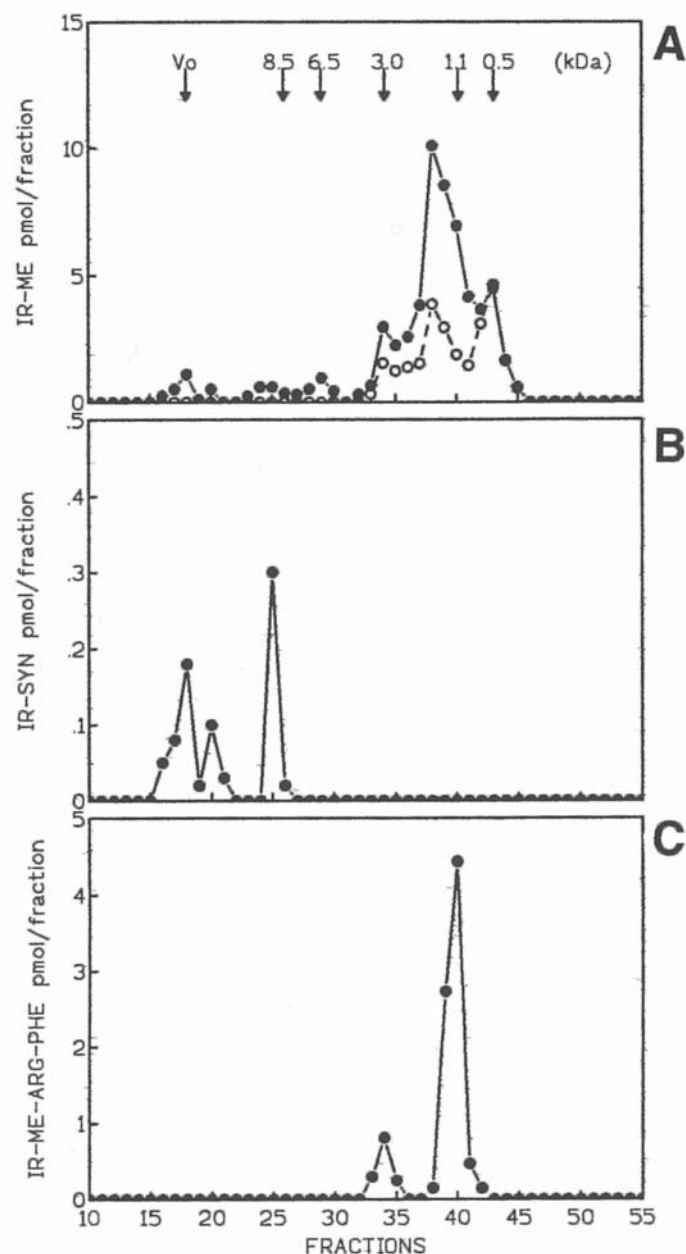 15
A
Vo 8.5 6.5 3.0 1.1 0.5 (kDa)
10
5
0
IR-ME pmol/fraction
.5
B
.4
.3
.2
.1
0
IR-SYN pmol/fraction
5
C
4
3
2
1
0
IR-ME-ARG-PHE pmol/fraction
10 15 20 25 30 35 40 45 50 55
FRACTIONS